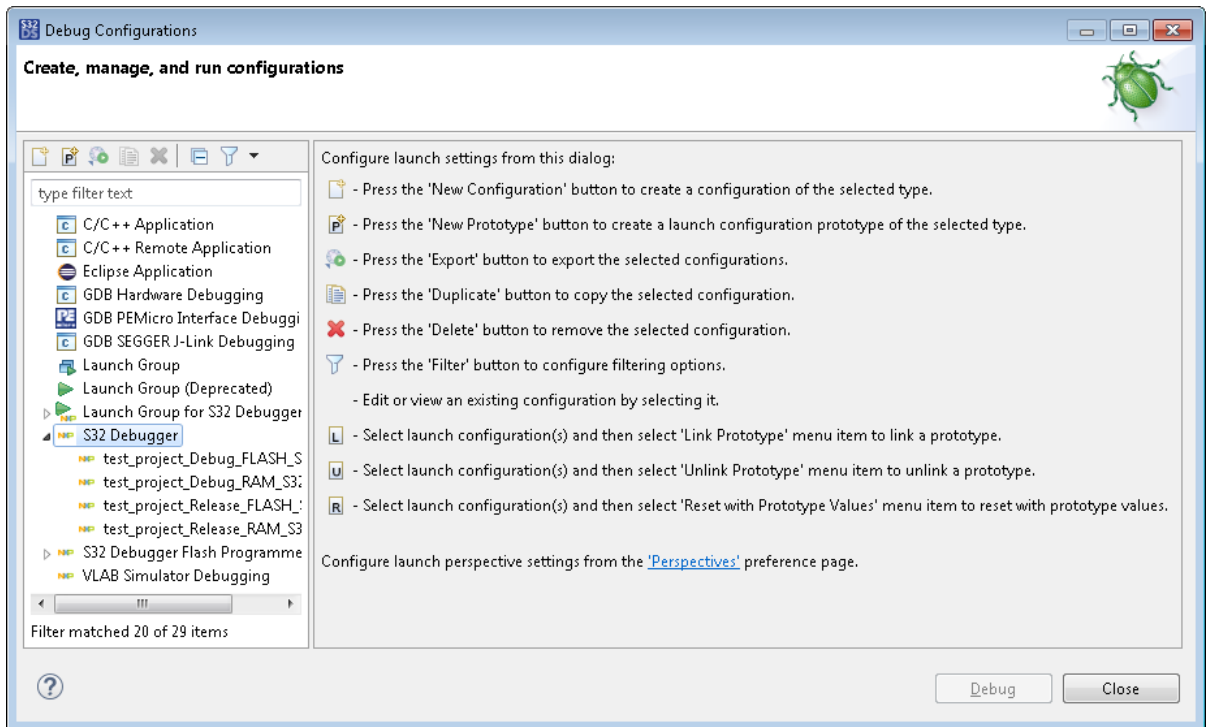 Debug Configurations
Create, manage, and run configurations
type filter text
C/C++ Application
C/C++ Remote Application
Eclipse Application
GDB Hardware Debugging
GDB PEMicro Interface Debuggi
GDB SEGGER J-Link Debugging
Launch Group
Launch Group (Deprecated)
Launch Group for S32 Debugger
S32 Debugger
test_project_Debug_FLASH_S
test_project_Debug_RAM_S32
test_project_Release_FLASH_
test_project_Release_RAM_S3
S32 Debugger Flash Programme
VLAB Simulator Debugging
Filter matched 20 of 29 items
Configure launch settings from this dialog:
- Press the 'New Configuration' button to create a configuration of the selected type.
P - Press the 'New Prototype' button to create a launch configuration prototype of the selected type.
- Press the 'Export' button to export the selected configurations.
- Press the 'Duplicate' button to copy the selected configuration.
- Press the 'Delete' button to remove the selected configuration.
- Press the 'Filter' button to configure filtering options.
- Edit or view an existing configuration by selecting it.
L - Select launch configuration(s) and then select 'Link Prototype' menu item to link a prototype.
U - Select launch configuration(s) and then select 'Unlink Prototype' menu item to unlink a prototype.
R - Select launch configuration(s) and then select 'Reset with Prototype Values' menu item to reset with prototype values.
Configure launch perspective settings from the 'Perspectives' preference page.
Debug
Close